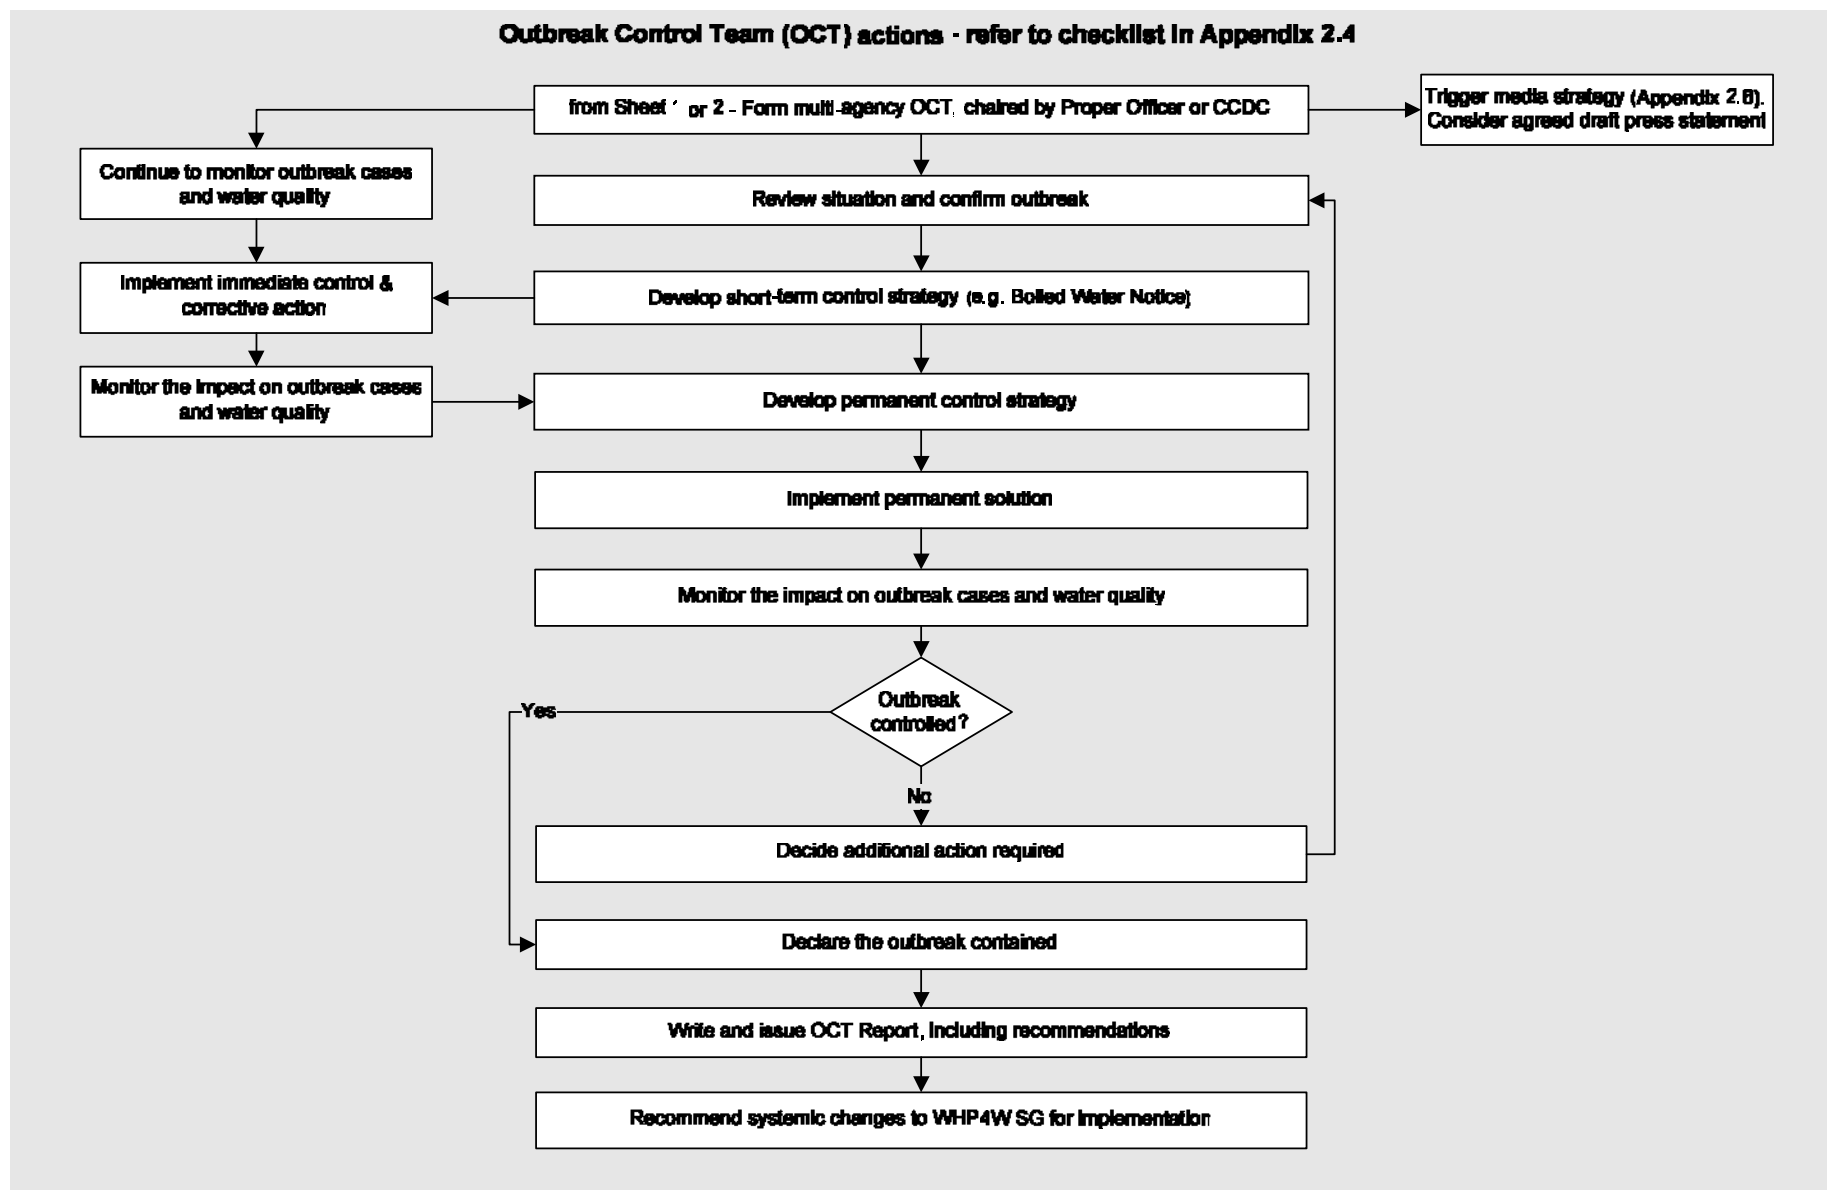 Outbreak Control Team (OCT) actions - refer to checklist in Appendix 2.4
from Sheet 1 or 2 - Form multi-agency OCT, chaired by Proper Officer or CCDC
Trigger media strategy (Appendix 2.6).
Consider agreed draft press statement
Continue to monitor outbreak cases
and water quality
Review situation and confirm outbreak
Implement immediate control &
corrective action
Develop short-term control strategy (e.g. Boiled Water Notice)
Monitor the impact on outbreak cases
and water quality
Develop permanent control strategy
Implement permanent solution
Monitor the impact on outbreak cases and water quality
Outbreak
controlled?
Yes
No
Decide additional action required
Declare the outbreak contained
Write and issue OCT Report, including recommendations
Recommend systemic changes to WHP4W SG for implementation